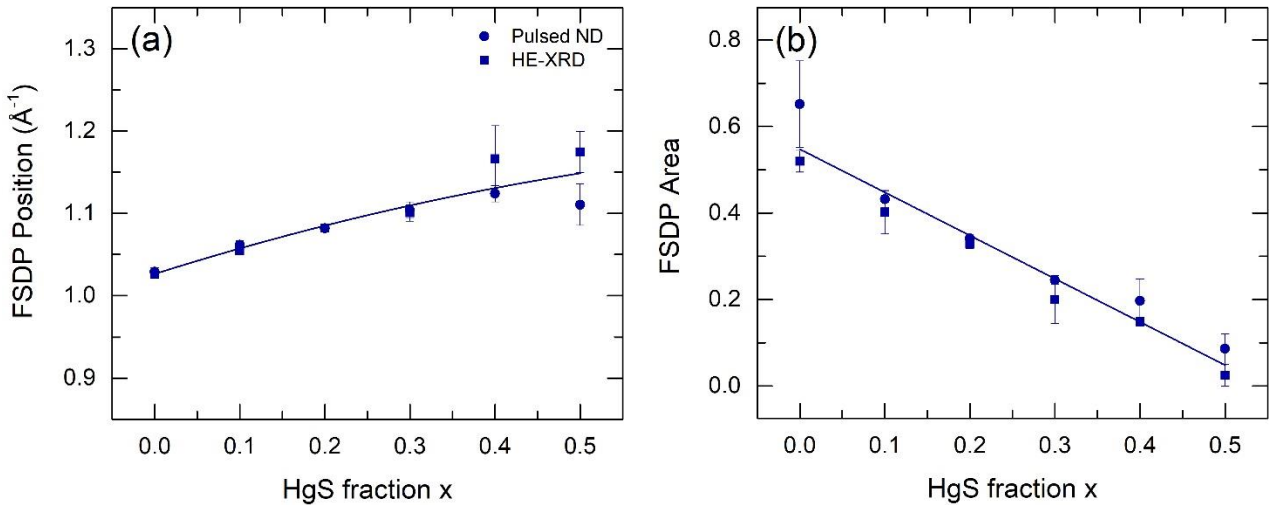 (a)
Pulsed ND
HE-XRD
1.3
1.2
1.1
1.0
0.9
FSDP Position (Å⁻¹)
0.0 0.1 0.2 0.3 0.4 0.5
HgS fraction x
(b)
0.8
0.6
0.4
0.2
0.0
FSDP Area
0.0 0.1 0.2 0.3 0.4 0.5
HgS fraction x